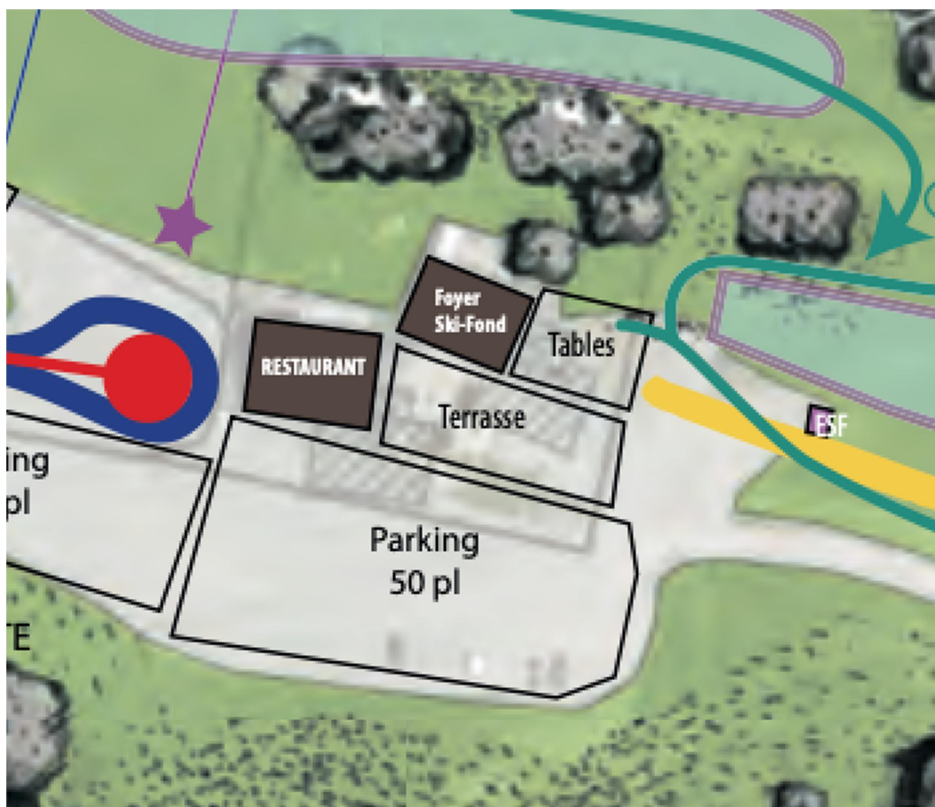 Foyer
Ski-Fond
RESTAURANT
Tables
Terrasse
ESF
ing
pl
Parking
50 pl
TE